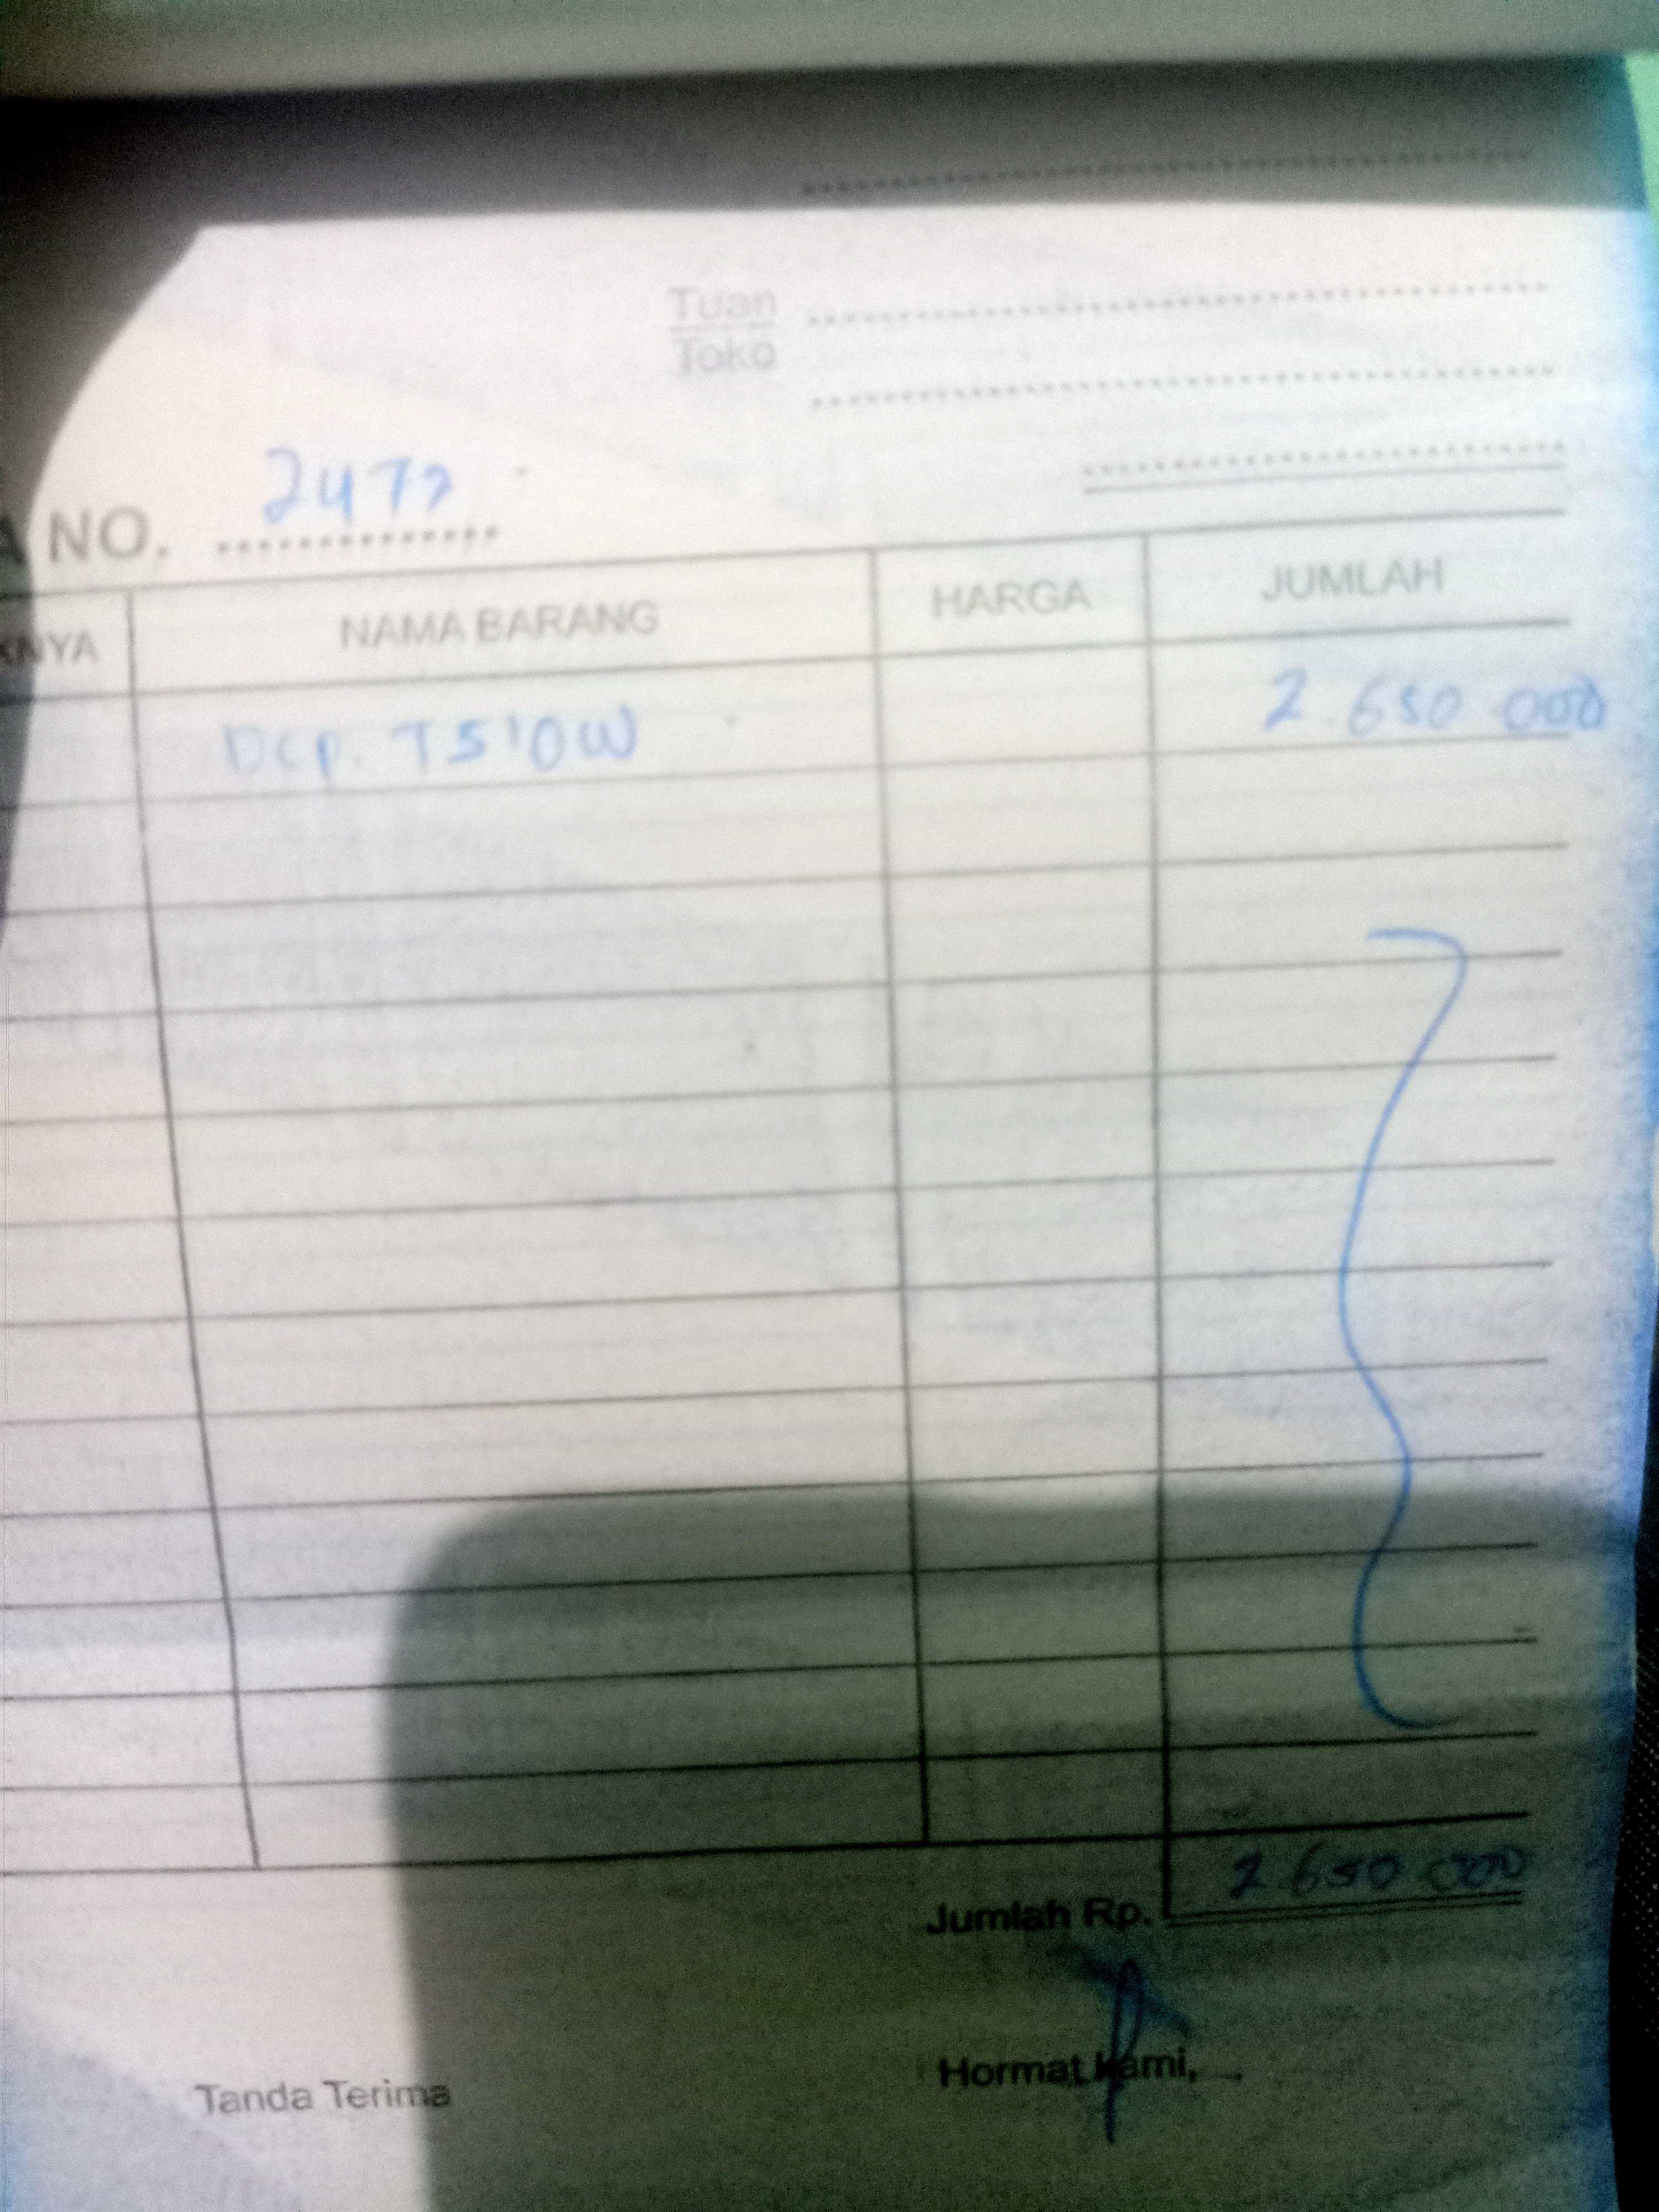 Tuan
Toko
A NO. 2477
KNYA NAMA BARANG HARGA JUMLAH
Dcp. T510W 2.650 000
Jumlah Rp. 2 650 000
Tanda Terima Hormat kami,